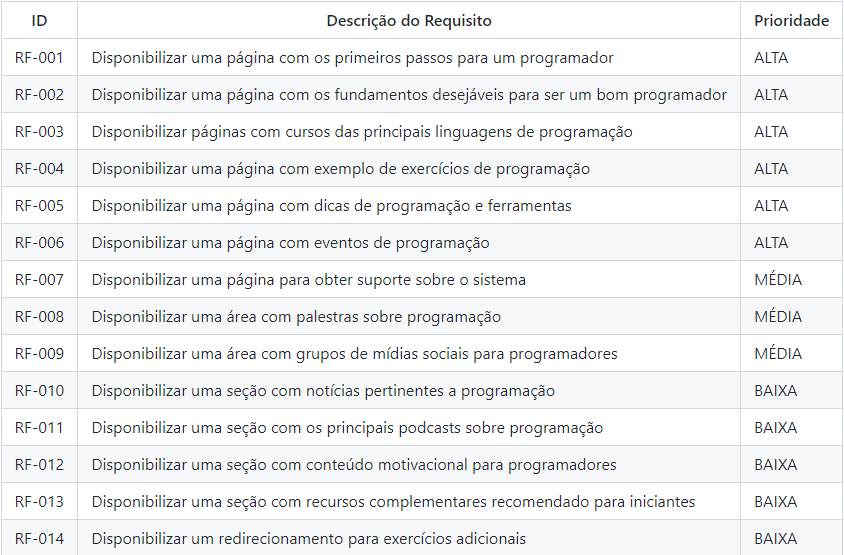 ID Descrição do Requisito Prioridade
RF-001 Disponibilizar uma página com os primeiros passos para um programador ALTA
RF-002 Disponibilizar uma página com os fundamentos desejáveis para ser um bom programador ALTA
RF-003 Disponibilizar páginas com cursos das principais linguagens de programação ALTA
RF-004 Disponibilizar uma página com exemplo de exercícios de programação ALTA
RF-005 Disponibilizar uma página com dicas de programação e ferramentas ALTA
RF-006 Disponibilizar uma página com eventos de programação ALTA
RF-007 Disponibilizar uma página para obter suporte sobre o sistema MÉDIA
RF-008 Disponibilizar uma área com palestras sobre programação MÉDIA
RF-009 Disponibilizar uma área com grupos de mídias sociais para programadores MÉDIA
RF-010 Disponibilizar uma seção com notícias pertinentes a programação BAIXA
RF-011 Disponibilizar uma seção com os principais podcasts sobre programação BAIXA
RF-012 Disponibilizar uma seção com conteúdo motivacional para programadores BAIXA
RF-013 Disponibilizar uma seção com recursos complementares recomendado para iniciantes BAIXA
RF-014 Disponibilizar um redirecionamento para exercícios adicionais BAIXA